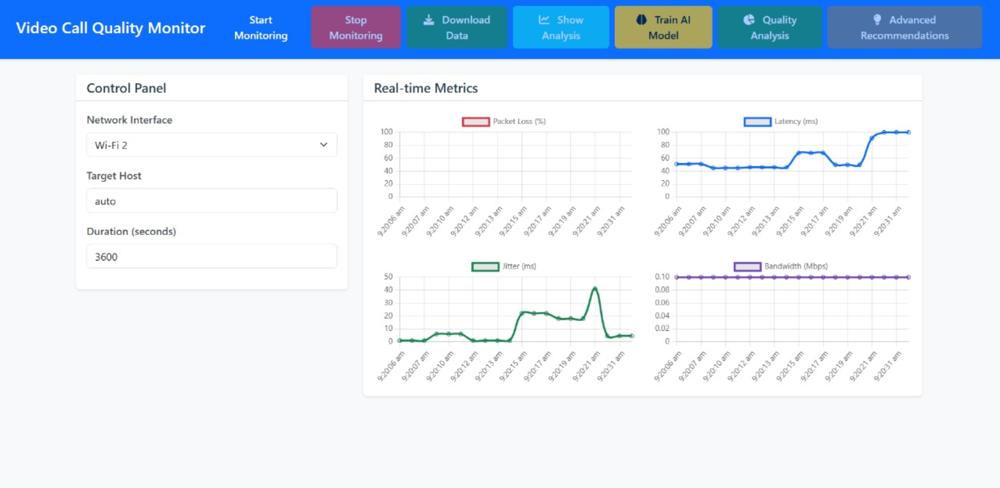 Video Call Quality Monitor
Start
Monitoring
Stop
Monitoring
Download
Data
Show
Analysis
Train AI
Model
Quality
Analysis
Advanced
Recommendations
Control Panel
Network Interface
Wi-Fi 2
Target Host
auto
Duration (seconds)
3600
Real-time Metrics
Packet Loss (%)
100
80
60
40
20
0
9:20:06 am
9:20:07 am
9:20:10 am
9:20:12 am
9:20:13 am
9:20:15 am
9:20:17 am
9:20:19 am
9:20:21 am
9:20:31 am
Latency (ms)
100
80
60
40
20
0
9:20:06 am
9:20:07 am
9:20:10 am
9:20:12 am
9:20:13 am
9:20:15 am
9:20:17 am
9:20:19 am
9:20:21 am
9:20:31 am
Jitter (ms)
50
40
30
20
10
0
9:20:06 am
9:20:07 am
9:20:10 am
9:20:12 am
9:20:13 am
9:20:15 am
9:20:17 am
9:20:19 am
9:20:21 am
9:20:31 am
Bandwidth (Mbps)
0.10
0.08
0.06
0.04
0.02
0
9:20:06 am
9:20:07 am
9:20:10 am
9:20:12 am
9:20:13 am
9:20:15 am
9:20:17 am
9:20:19 am
9:20:21 am
9:20:31 am